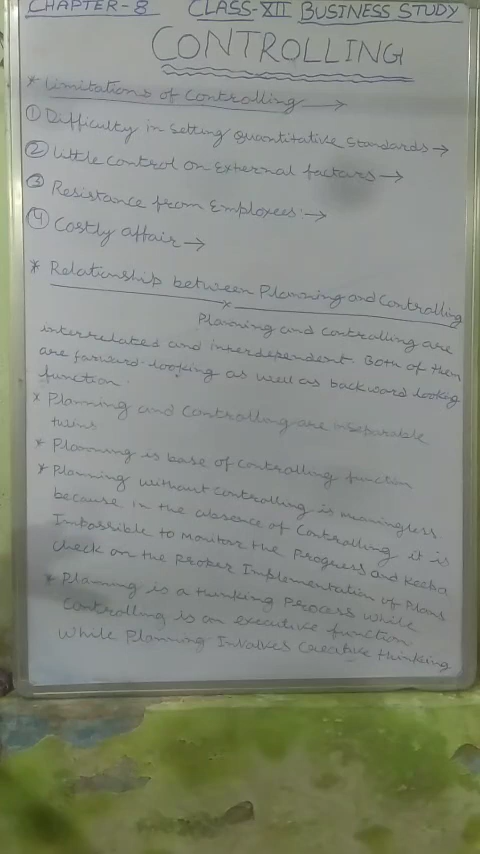 CHAPTER-8 CLASS-XII BUSINESS STUDY
CONTROLLING
* Limitations of Controlling →
① Difficulty in setting quantitative standards →
② Little control on External factors →
③ Resistance from Employees: →
④ Costly affair →
* Relationship between Planning and Controlling
Planning and controlling are
interrelated and interdependent. Both of them
are forward-looking as well as backward looking
function.
* Planning and controlling are inseparable
twins
* Planning is base of controlling function
* Planning without controlling is meaningless
because in the absence of controlling it is
Impossible to monitor the Progress and Keep a
check on the Proper Implementation of Plans
* Planning is a thinking Process while
controlling is an executive function
While Planning Involves Creative thinking